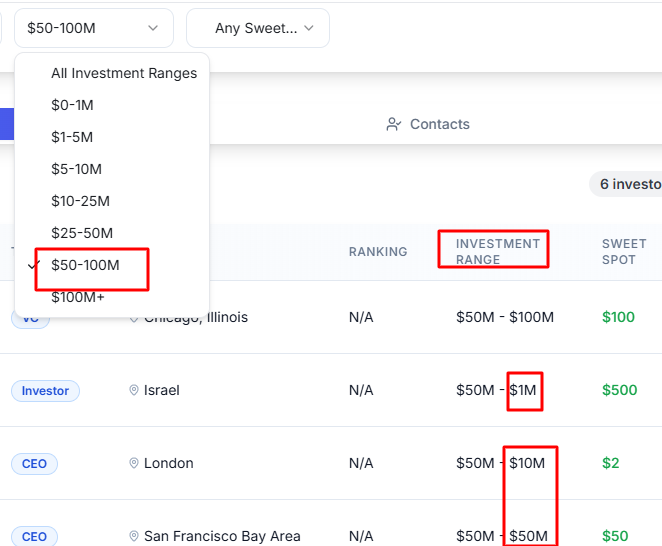 $50-100M
Any Sweet...
All Investment Ranges
$0-1M
$1-5M
$5-10M
$10-25M
$25-50M
$50-100M
$100M+
Contacts
6 investo
RANKING
INVESTMENT
RANGE
SWEET
SPOT
VC
Chicago, Illinois
N/A
$50M - $100M
$100
Investor
Israel
N/A
$50M - $1M
$500
CEO
London
N/A
$50M - $10M
$2
CEO
San Francisco Bay Area
N/A
$50M - $50M
$50